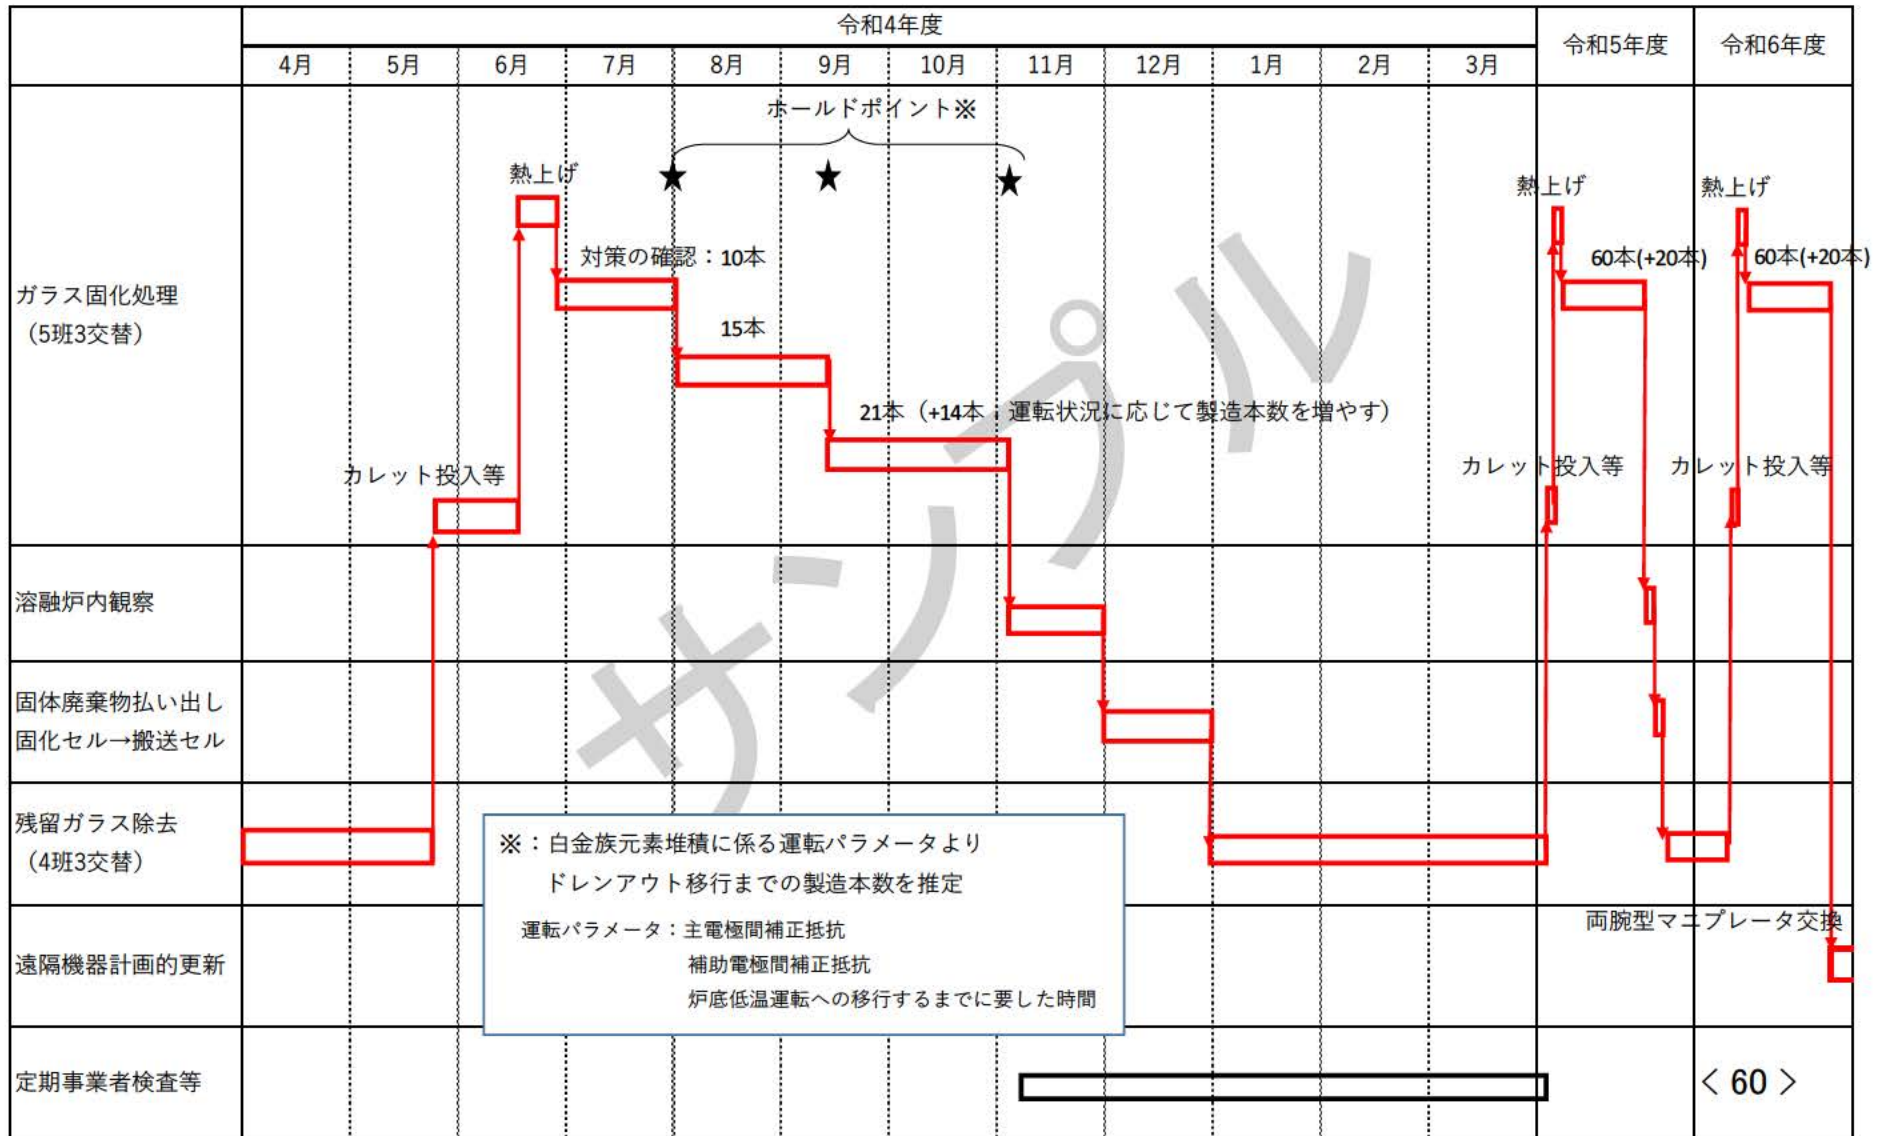 令和4年度
令和5年度
令和6年度
4月 5月 6月 7月 8月 9月 10月 11月 12月 1月 2月 3月
ホールドポイント※
★ ★ ★
熱上げ
熱上げ
熱上げ
対策の確認：10本
60本(+20本)
60本(+20本)
ガラス固化処理
（5班3交替）
15本
21本（+14本：運転状況に応じて製造本数を増やす）
カレット投入等
カレット投入等
カレット投入等
サンプル
溶融炉内観察
固体廃棄物払い出し
固化セル→搬送セル
残留ガラス除去
（4班3交替）
※：白金族元素堆積に係る運転パラメータより
ドレンアウト移行までの製造本数を推定
運転パラメータ：主電極間補正抵抗
補助電極間補正抵抗
炉底低温運転への移行するまでに要した時間
両腕型マニプレータ交換
遠隔機器計画的更新
定期事業者検査等
＜60＞